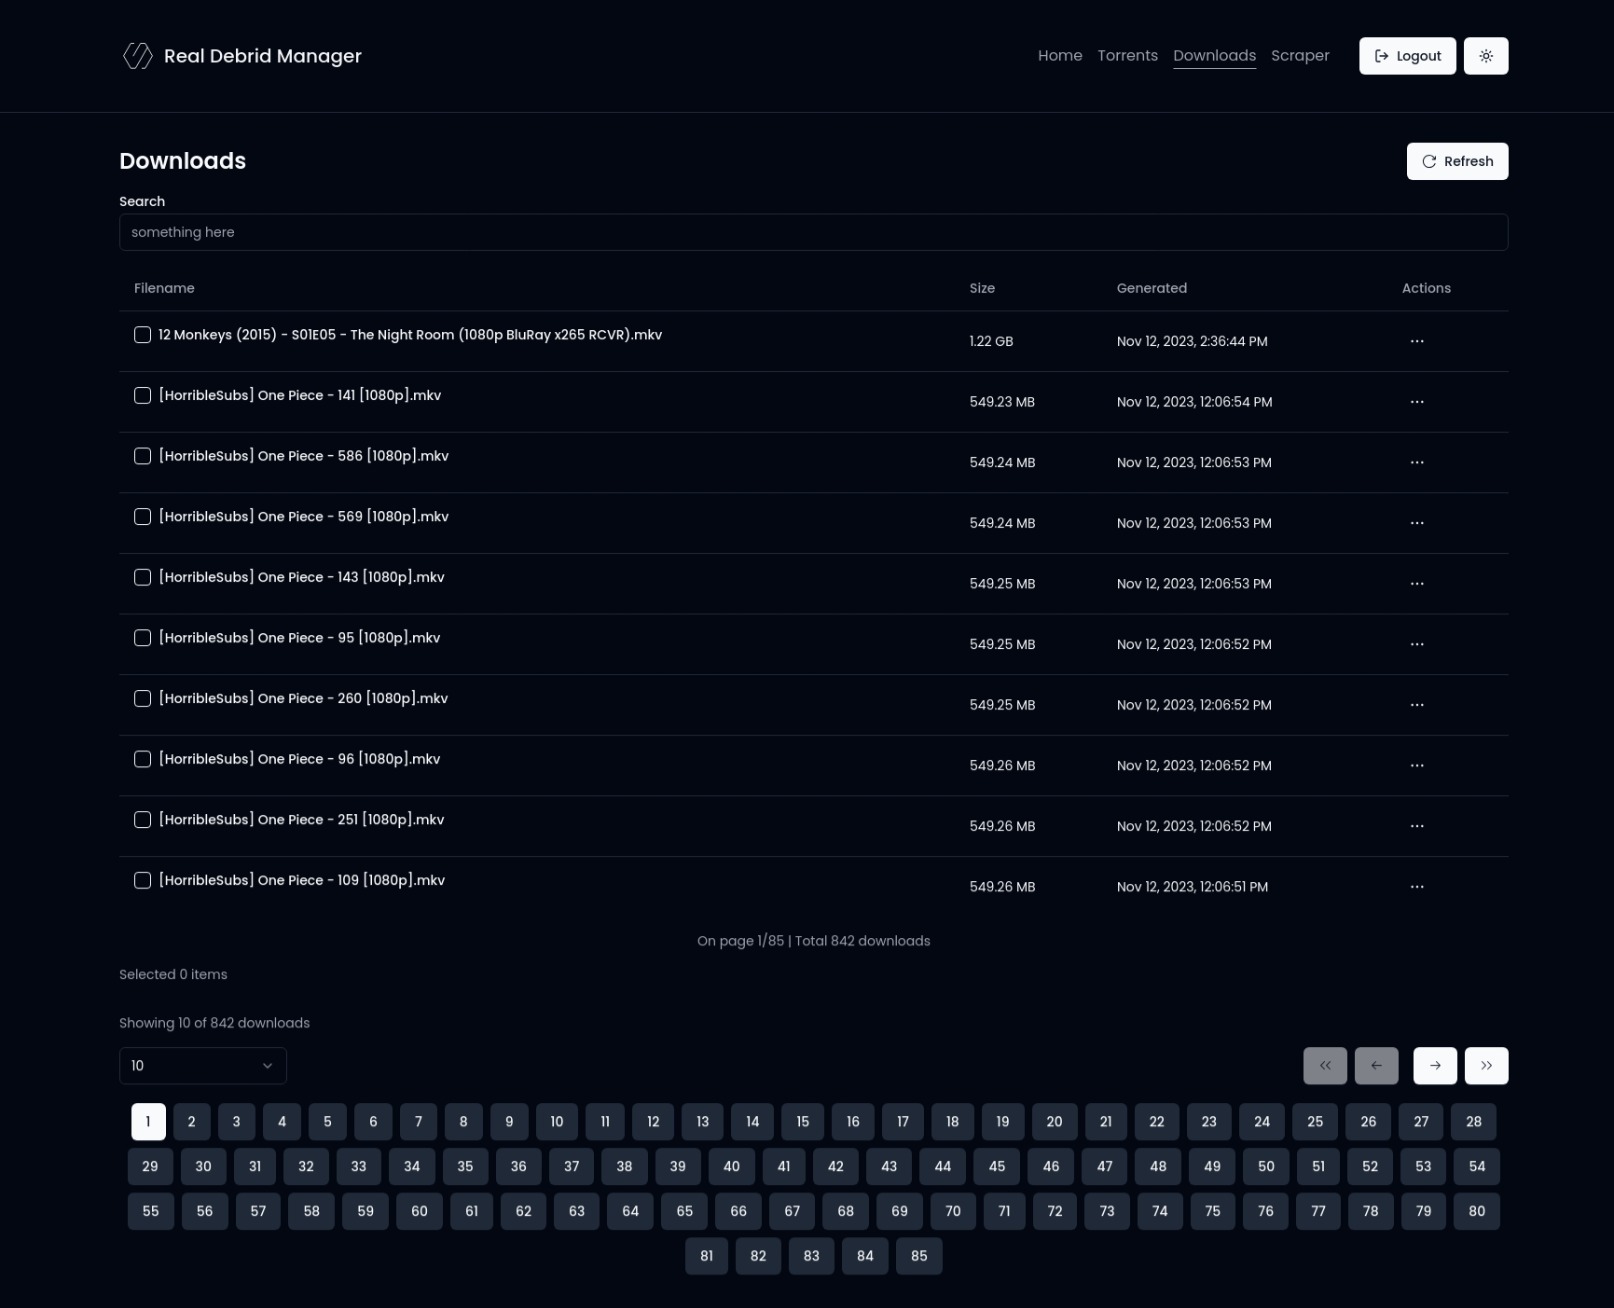 Real Debrid Manager
Home Torrents Downloads Scraper Logout
Downloads
Refresh
Search
something here
Filename Size Generated Actions
12 Monkeys (2015) - S01E05 - The Night Room (1080p BluRay x265 RCVR).mkv 1.22 GB Nov 12, 2023, 2:36:44 PM ...
[HorribleSubs] One Piece - 141 [1080p].mkv 549.23 MB Nov 12, 2023, 12:06:54 PM ...
[HorribleSubs] One Piece - 586 [1080p].mkv 549.24 MB Nov 12, 2023, 12:06:53 PM ...
[HorribleSubs] One Piece - 569 [1080p].mkv 549.24 MB Nov 12, 2023, 12:06:53 PM ...
[HorribleSubs] One Piece - 143 [1080p].mkv 549.25 MB Nov 12, 2023, 12:06:53 PM ...
[HorribleSubs] One Piece - 95 [1080p].mkv 549.25 MB Nov 12, 2023, 12:06:52 PM ...
[HorribleSubs] One Piece - 260 [1080p].mkv 549.25 MB Nov 12, 2023, 12:06:52 PM ...
[HorribleSubs] One Piece - 96 [1080p].mkv 549.26 MB Nov 12, 2023, 12:06:52 PM ...
[HorribleSubs] One Piece - 251 [1080p].mkv 549.26 MB Nov 12, 2023, 12:06:52 PM ...
[HorribleSubs] One Piece - 109 [1080p].mkv 549.26 MB Nov 12, 2023, 12:06:51 PM ...
On page 1/85 | Total 842 downloads
Selected 0 items
Showing 10 of 842 downloads
10
1 2 3 4 5 6 7 8 9 10 11 12 13 14 15 16 17 18 19 20 21 22 23 24 25 26 27 28
29 30 31 32 33 34 35 36 37 38 39 40 41 42 43 44 45 46 47 48 49 50 51 52 53 54
55 56 57 58 59 60 61 62 63 64 65 66 67 68 69 70 71 72 73 74 75 76 77 78 79 80
81 82 83 84 85